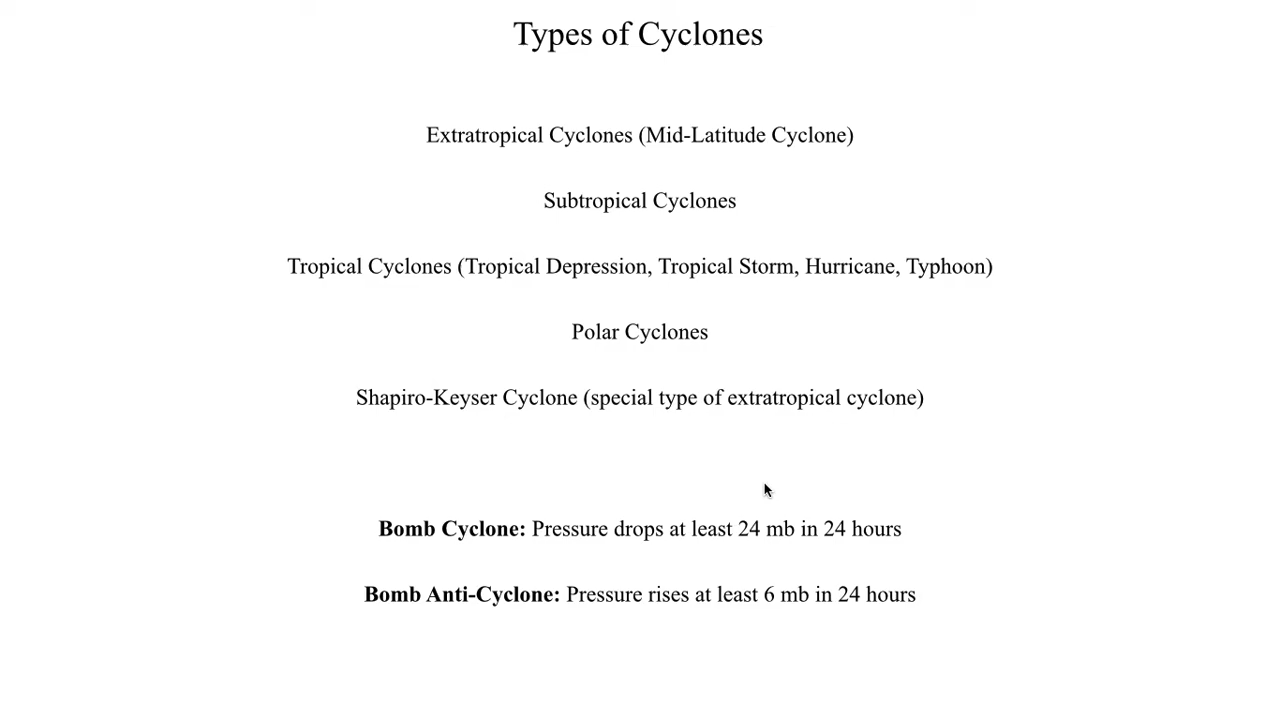 Types of Cyclones
Extratropical Cyclones (Mid-Latitude Cyclone)
Subtropical Cyclones
Tropical Cyclones (Tropical Depression, Tropical Storm, Hurricane, Typhoon)
Polar Cyclones
Shapiro-Keyser Cyclone (special type of extratropical cyclone)
Bomb Cyclone: Pressure drops at least 24 mb in 24 hours
Bomb Anti-Cyclone: Pressure rises at least 6 mb in 24 hours